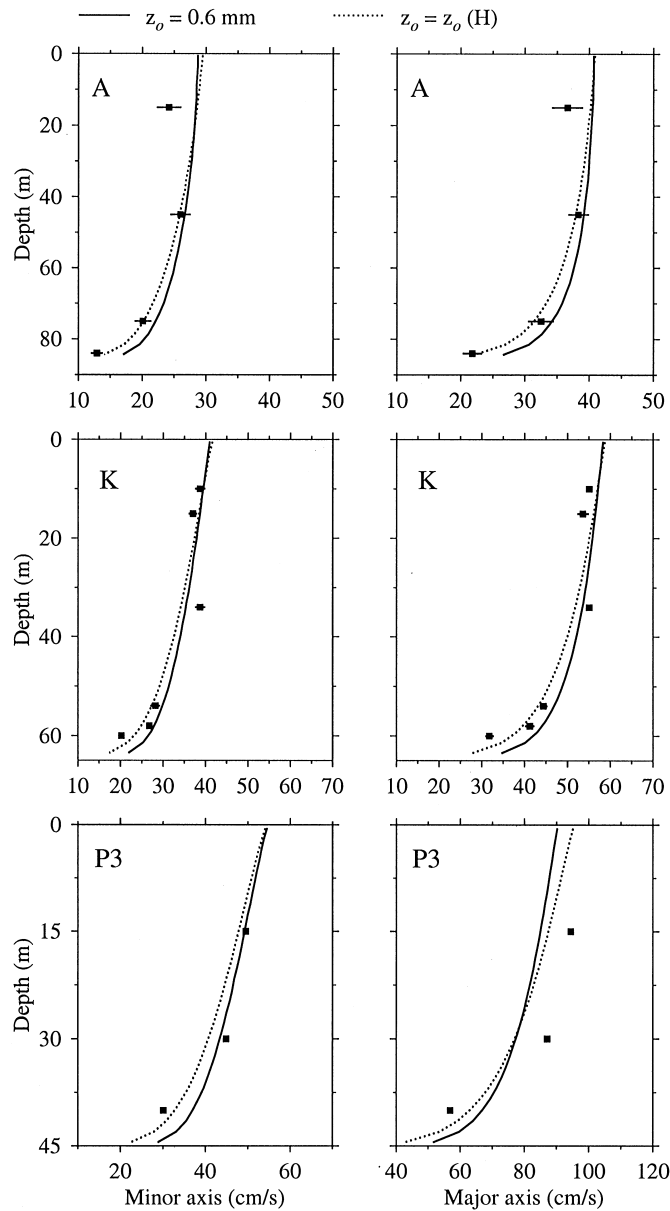 z_o = 0.6 mm z_o = z_o (H)
A A
0 20 40 60 80
Depth (m)
10 20 30 40 50 10 20 30 40 50
K K
0 20 40 60
Depth (m)
10 20 30 40 50 60 70 10 20 30 40 50 60 70
P3 P3
0 15 30 45
Depth (m)
20 40 60 40 60 80 100 120
Minor axis (cm/s) Major axis (cm/s)